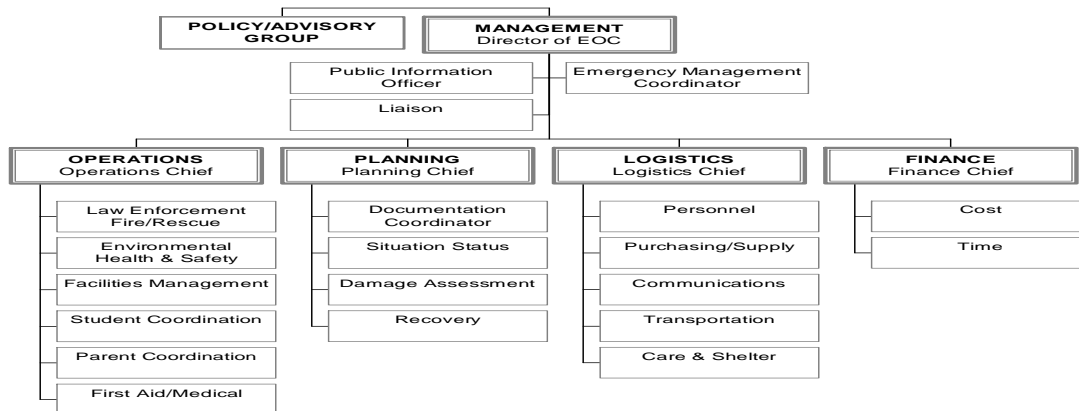 POLICY/ADVISORY
GROUP
MANAGEMENT
Director of EOC
Public Information
Officer
Emergency Management
Coordinator
Liaison
OPERATIONS
Operations Chief
PLANNING
Planning Chief
LOGISTICS
Logistics Chief
FINANCE
Finance Chief
Law Enforcement
Fire/Rescue
Environmental
Health & Safety
Facilities Management
Student Coordination
Parent Coordination
First Aid/Medical
Documentation
Coordinator
Situation Status
Damage Assessment
Recovery
Personnel
Purchasing/Supply
Communications
Transportation
Care & Shelter
Cost
Time